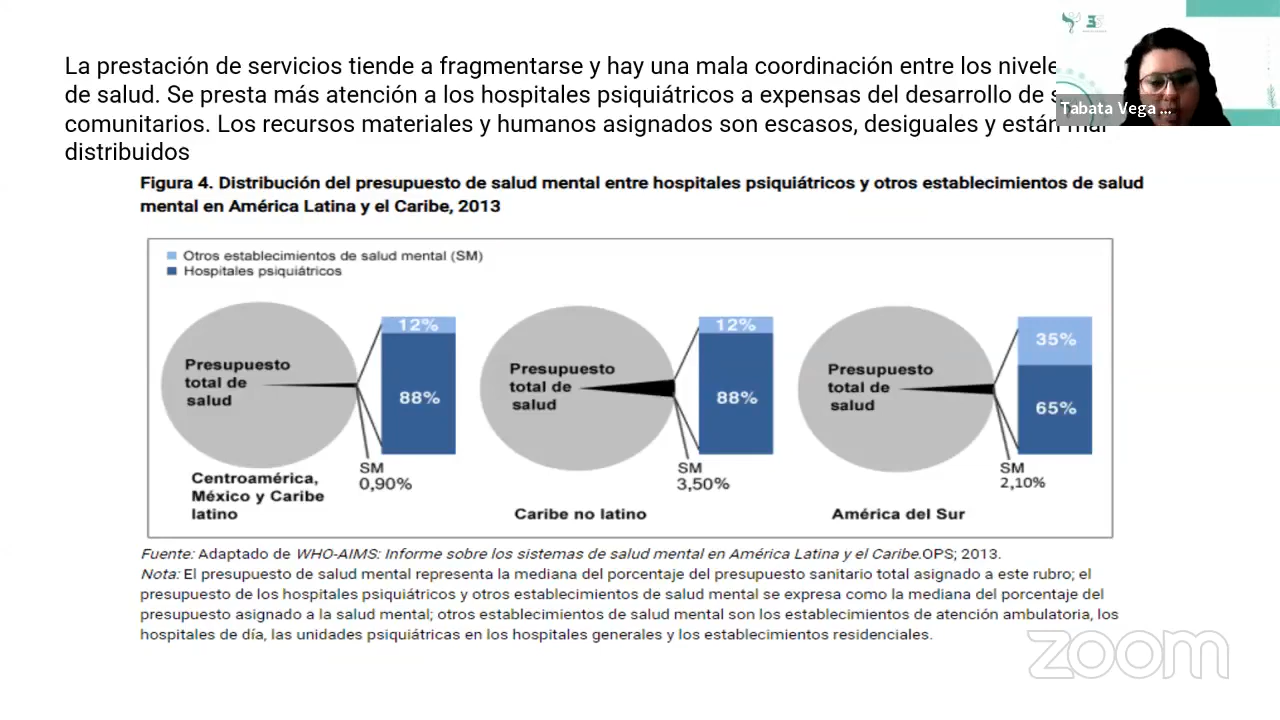 La prestación de servicios tiende a fragmentarse y hay una mala coordinación entre los nivele
de salud. Se presta más atención a los hospitales psiquiátricos a expensas del desarrollo de s
comunitarios. Los recursos materiales y humanos asignados son escasos, desiguales y están mal
distribuidos
Tabata Vega ...
Figura 4. Distribución del presupuesto de salud mental entre hospitales psiquiátricos y otros establecimientos de salud
mental en América Latina y el Caribe, 2013
Otros establecimientos de salud mental (SM)
Hospitales psiquiátricos
Presupuesto
total de
salud
12%
88%
SM
0,90%
Centroamérica,
México y Caribe
latino
Presupuesto
total de
salud
12%
88%
SM
3,50%
Caribe no latino
Presupuesto
total de
salud
35%
65%
SM
2,10%
América del Sur
Fuente: Adaptado de WHO-AIMS: Informe sobre los sistemas de salud mental en América Latina y el Caribe.OPS; 2013.
Nota: El presupuesto de salud mental representa la mediana del porcentaje del presupuesto sanitario total asignado a este rubro; el
presupuesto de los hospitales psiquiátricos y otros establecimientos de salud mental se expresa como la mediana del porcentaje del
presupuesto asignado a la salud mental; otros establecimientos de salud mental son los establecimientos de atención ambulatoria, los
hospitales de día, las unidades psiquiátricas en los hospitales generales y los establecimientos residenciales.
zoom